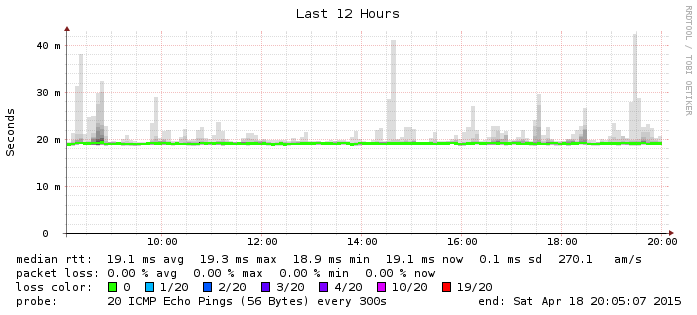 Last 12 Hours
RRDTOOL / TOBI OETIKER
Seconds
40 m
30 m
20 m
10 m
0
10:00 12:00 14:00 16:00 18:00 20:00
median rtt: 19.1 ms avg 19.3 ms max 18.9 ms min 19.1 ms now 0.1 ms sd 270.1 am/s
packet loss: 0.00 % avg 0.00 % max 0.00 % min 0.00 % now
loss color: 0 1/20 2/20 3/20 4/20 10/20 19/20
probe: 20 ICMP Echo Pings (56 Bytes) every 300s end: Sat Apr 18 20:05:07 2015